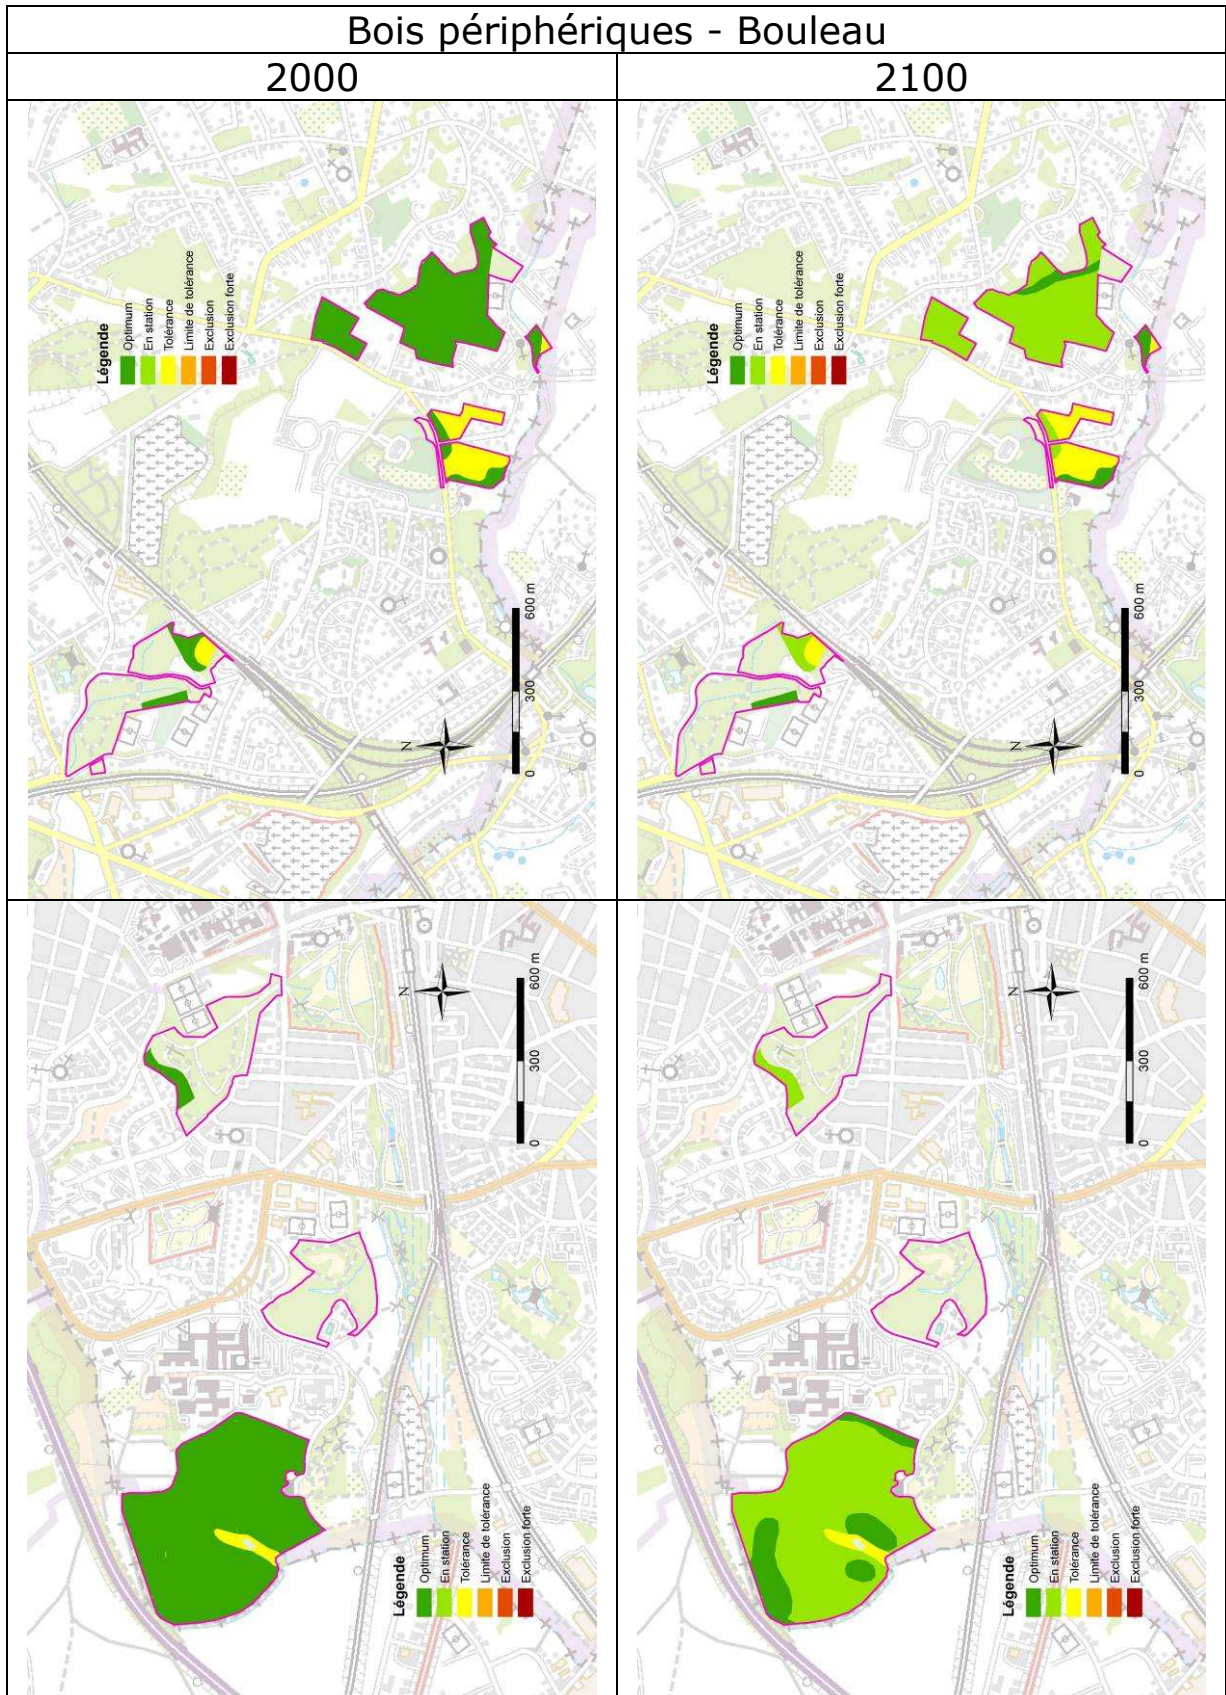 Bois périphériques - Bouleau
2000
2100
Légende
Optimum
En station
Tolérance
Limite de tolérance
Exclusion
Exclusion forte
N
0 300 600 m
Légende
Optimum
En station
Tolérance
Limite de tolérance
Exclusion
Exclusion forte
N
0 300 600 m
N
0 300 600 m
Légende
Optimum
En station
Tolérance
Limite de tolérance
Exclusion
Exclusion forte
N
0 300 600 m
Légende
Optimum
En station
Tolérance
Limite de tolérance
Exclusion
Exclusion forte